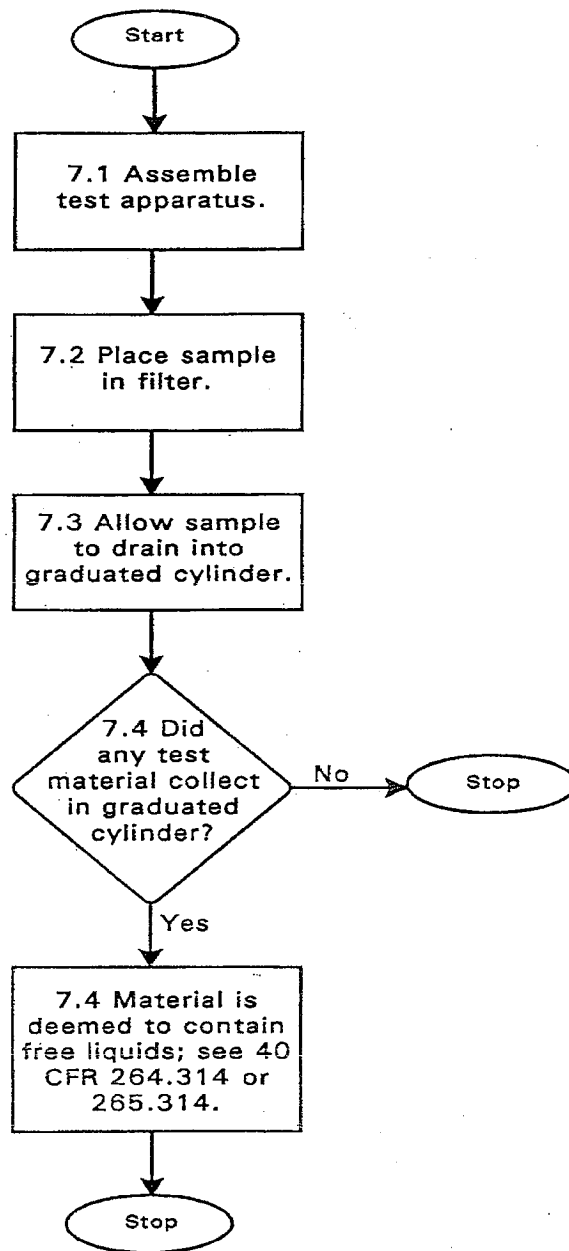 Start
7.1 Assemble
test apparatus.
7.2 Place sample
in filter.
7.3 Allow sample
to drain into
graduated cylinder.
7.4 Did
any test
material collect
in graduated
cylinder?
No
Stop
Yes
7.4 Material is
deemed to contain
free liquids; see 40
CFR 264.314 or
265.314.
Stop